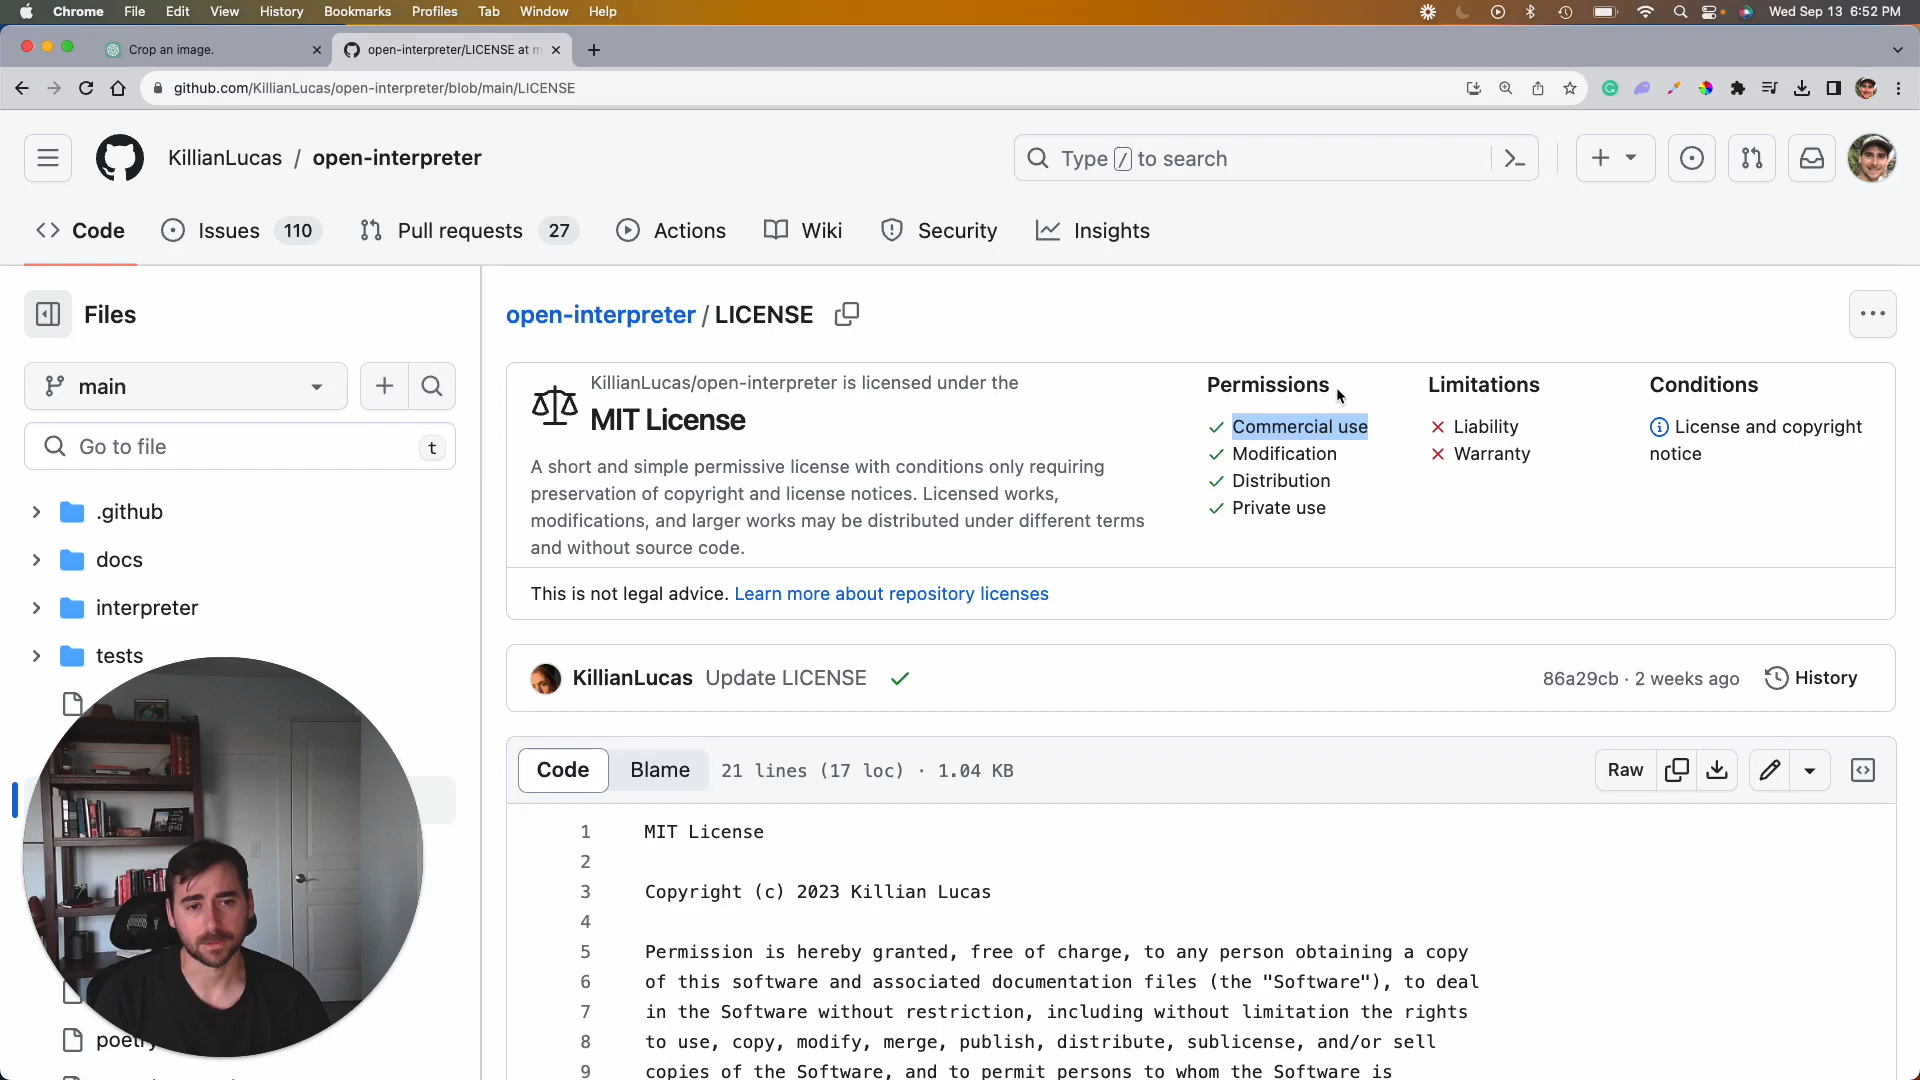 Chrome File Edit View History Bookmarks Profiles Tab Window Help
Wed Sep 13 6:52 PM
Crop an image.
open-interpreter/LICENSE at m
github.com/KillianLucas/open-interpreter/blob/main/LICENSE
KillianLucas / open-interpreter
Type / to search
Code
Issues 110
Pull requests 27
Actions
Wiki
Security
Insights
Files
main
Go to file t
.github
docs
interpreter
tests
open-interpreter / LICENSE
KillianLucas/open-interpreter is licensed under the
MIT License
A short and simple permissive license with conditions only requiring
preservation of copyright and license notices. Licensed works,
modifications, and larger works may be distributed under different terms
and without source code.
Permissions
Commercial use
Modification
Distribution
Private use
Limitations
Liability
Warranty
Conditions
License and copyright
notice
This is not legal advice. Learn more about repository licenses
KillianLucas Update LICENSE
86a29cb · 2 weeks ago History
Code Blame 21 lines (17 loc) · 1.04 KB
Raw
1 MIT License
2
3 Copyright (c) 2023 Killian Lucas
4
5 Permission is hereby granted, free of charge, to any person obtaining a copy
6 of this software and associated documentation files (the "Software"), to deal
7 in the Software without restriction, including without limitation the rights
8 to use, copy, modify, merge, publish, distribute, sublicense, and/or sell
9 copies of the Software, and to permit persons to whom the Software is